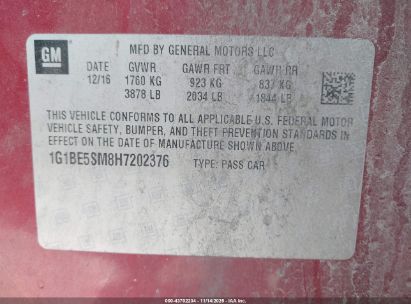 GM
MFD BY GENERAL MOTORS LLC
DATE GVWR GAWR FRT GAWR RR
12/16 1760 KG 923 KG 837 KG
3878 LB 2034 LB 1844 LB
THIS VEHICLE CONFORMS TO ALL APPLICABLE U.S. FEDERAL MOTOR
VEHICLE SAFETY, BUMPER, AND THEFT PREVENTION STANDARDS IN
EFFECT ON THE DATE OF MANUFACTURE SHOWN ABOVE.
1G1BE5SM8H7202376 TYPE: PASS CAR